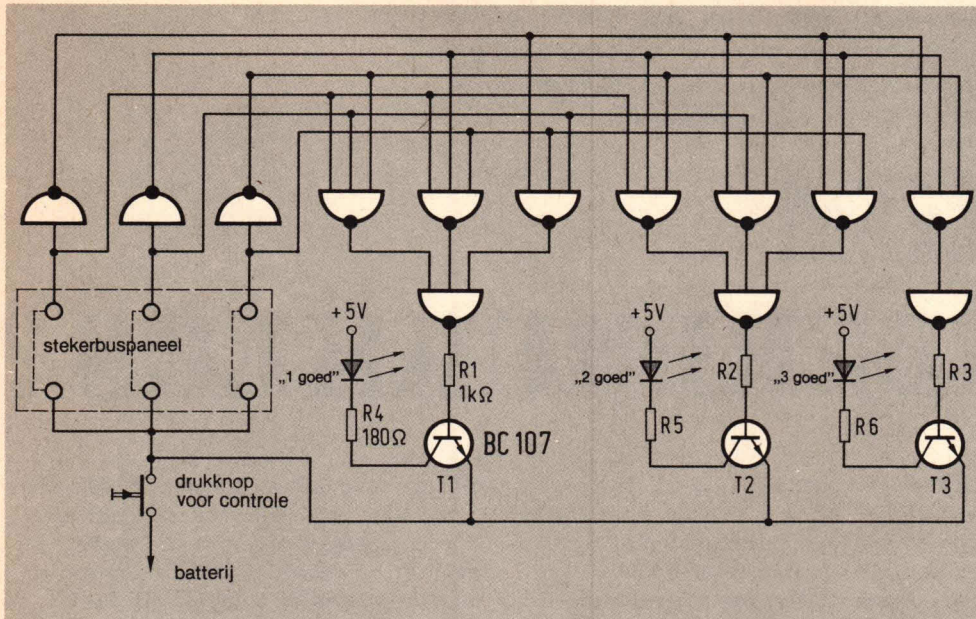 stekerbuspaneel
+5V
„1 goed”
R4
180Ω
R1
1kΩ
BC 107
T1
+5V
„2 goed”
R5
R2
T2
+5V
„3 goed”
R6
R3
T3
drukknop
voor controle
batterij